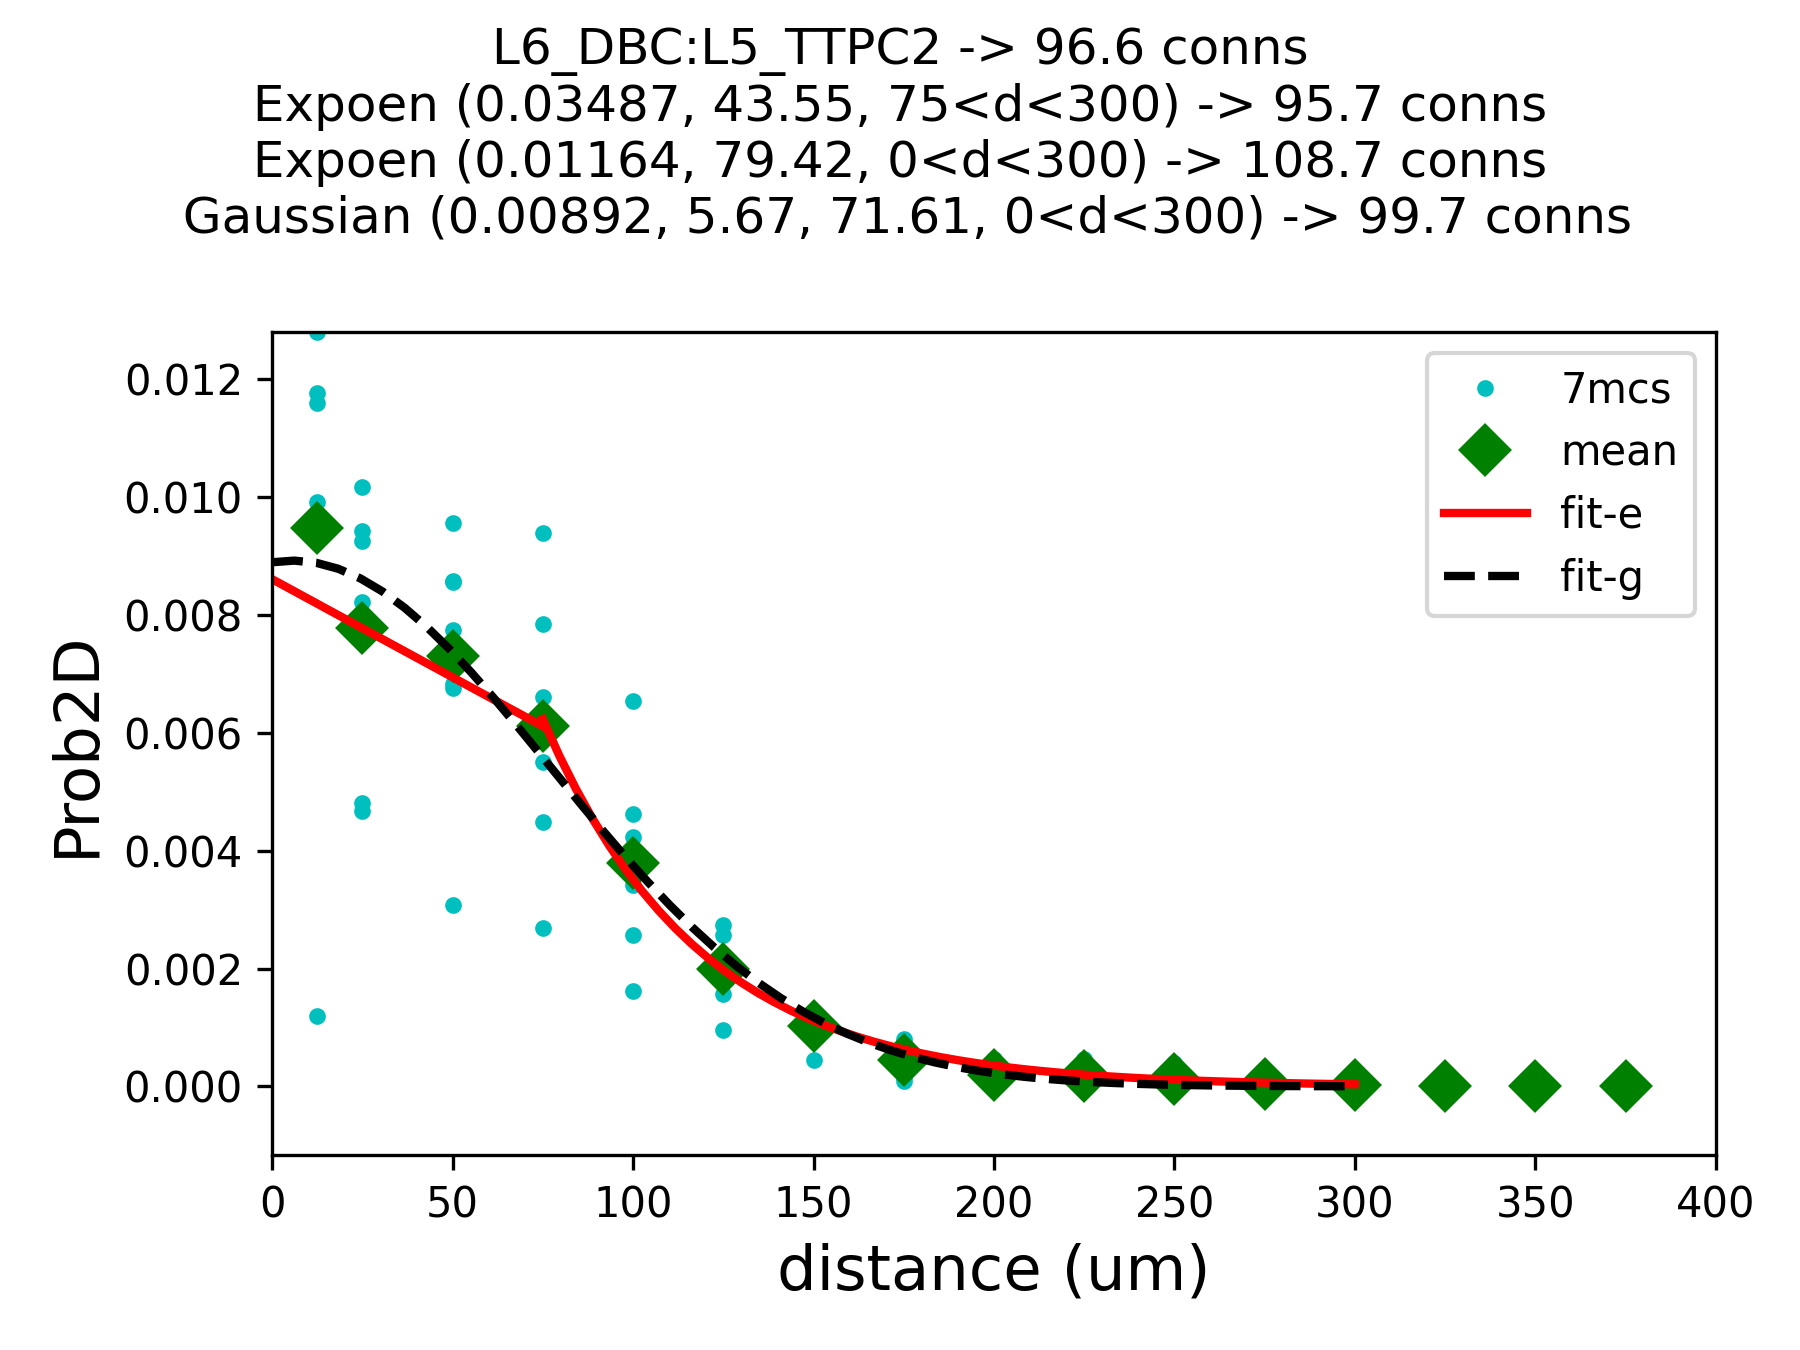 L6_DBC:L5_TTPC2 -> 96.6 conns
Expoen (0.03487, 43.55, 75<d<300) -> 95.7 conns
Expoen (0.01164, 79.42, 0<d<300) -> 108.7 conns
Gaussian (0.00892, 5.67, 71.61, 0<d<300) -> 99.7 conns
7mcs
mean
fit-e
fit-g
Prob2D
0.012
0.010
0.008
0.006
0.004
0.002
0.000
0 50 100 150 200 250 300 350 400
distance (um)